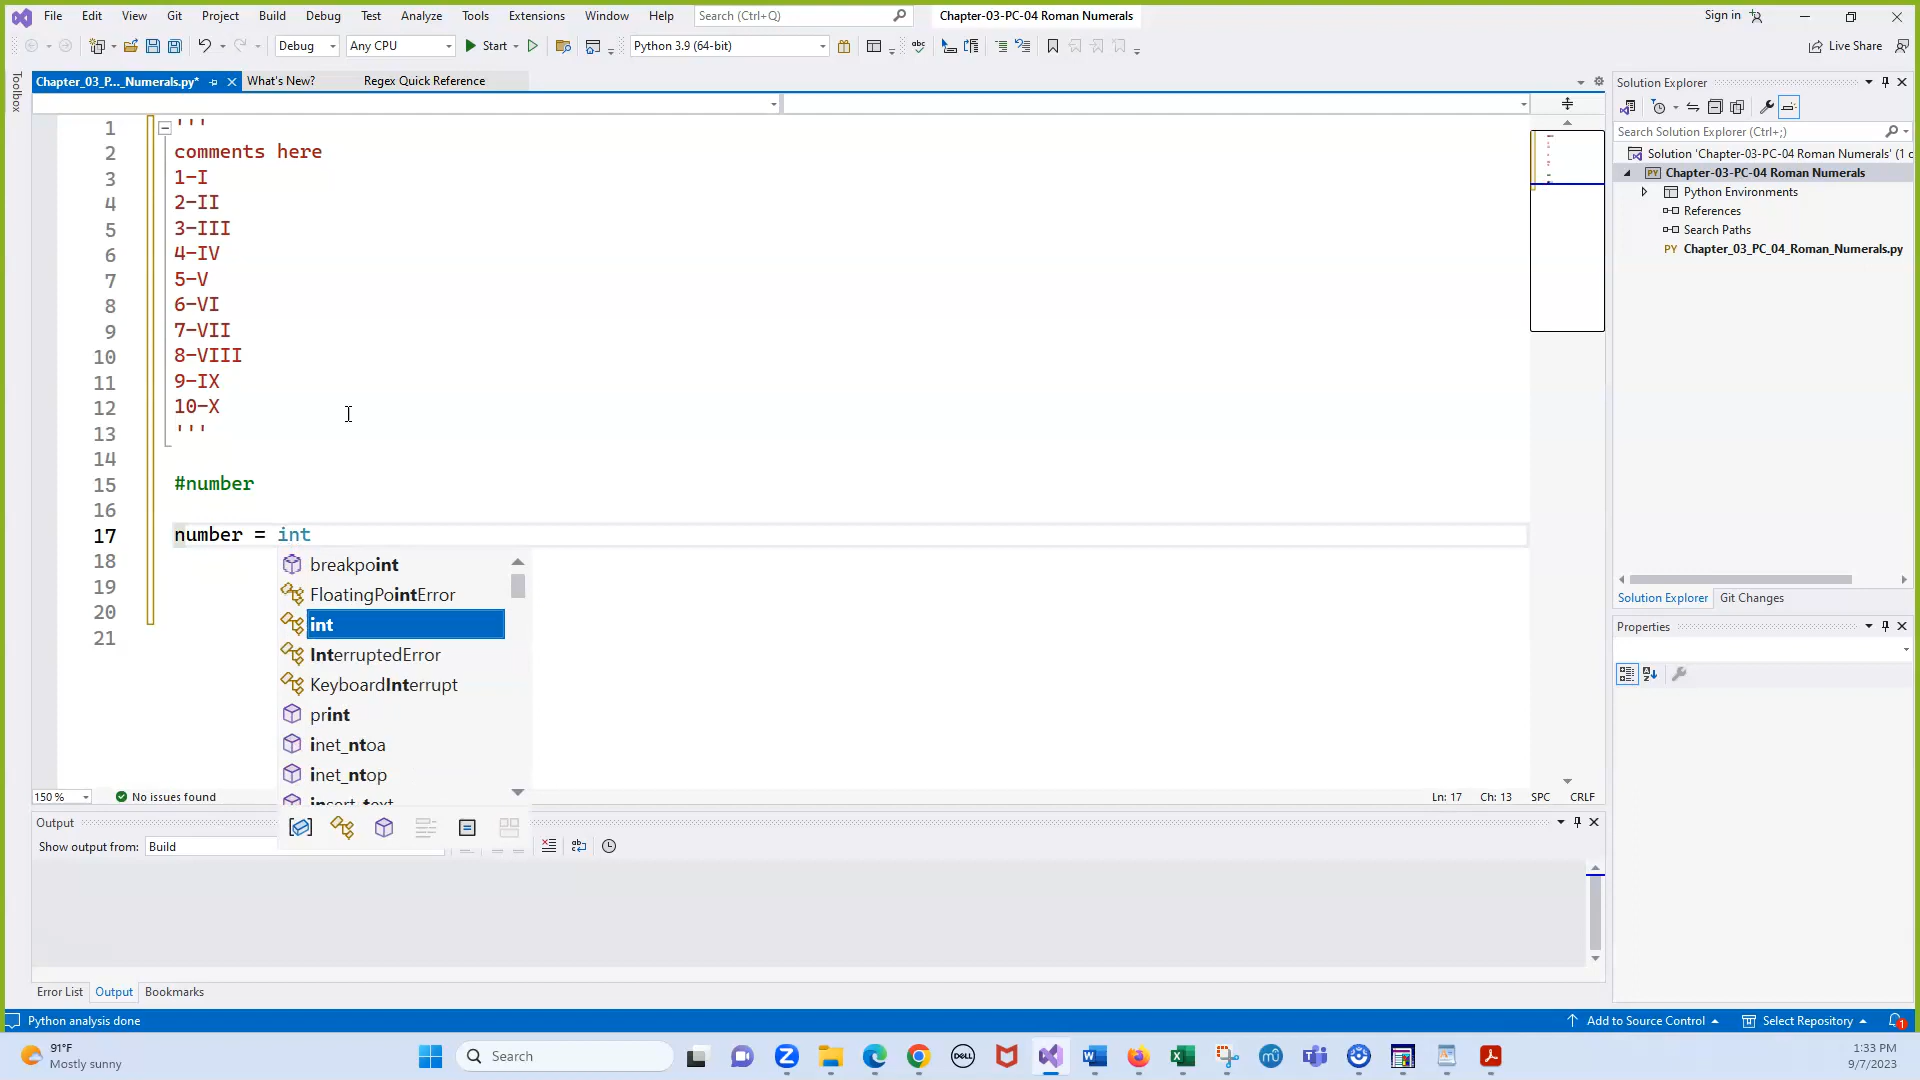 File Edit View Git Project Build Debug Test Analyze Tools Extensions Window Help Search (Ctrl+Q) Chapter-03-PC-04 Roman Numerals Sign in
Debug Any CPU Start Python 3.9 (64-bit) Live Share
Toolbox
Chapter_03_P..._Numerals.py* What's New? Regex Quick Reference
1 '''
2 comments here
3 1-I
4 2-II
5 3-III
6 4-IV
7 5-V
8 6-VI
9 7-VII
10 8-VIII
11 9-IX
12 10-X
13 '''
14
15 #number
16
17 number = int
18
19
20
21
breakpoint
FloatingPointError
int
InterruptedError
KeyboardInterrupt
print
inet_ntoa
inet_ntop
insert_text
150 % No issues found Ln: 17 Ch: 13 SPC CRLF
Output
Show output from: Build
Error List Output Bookmarks
Solution Explorer
Search Solution Explorer (Ctrl+;)
Solution 'Chapter-03-PC-04 Roman Numerals' (1 c
Chapter-03-PC-04 Roman Numerals
Python Environments
References
Search Paths
PY Chapter_03_PC_04_Roman_Numerals.py
Solution Explorer Git Changes
Properties
Python analysis done Add to Source Control Select Repository 1
91°F
Mostly sunny
Search
DELL
1:33 PM
9/7/2023